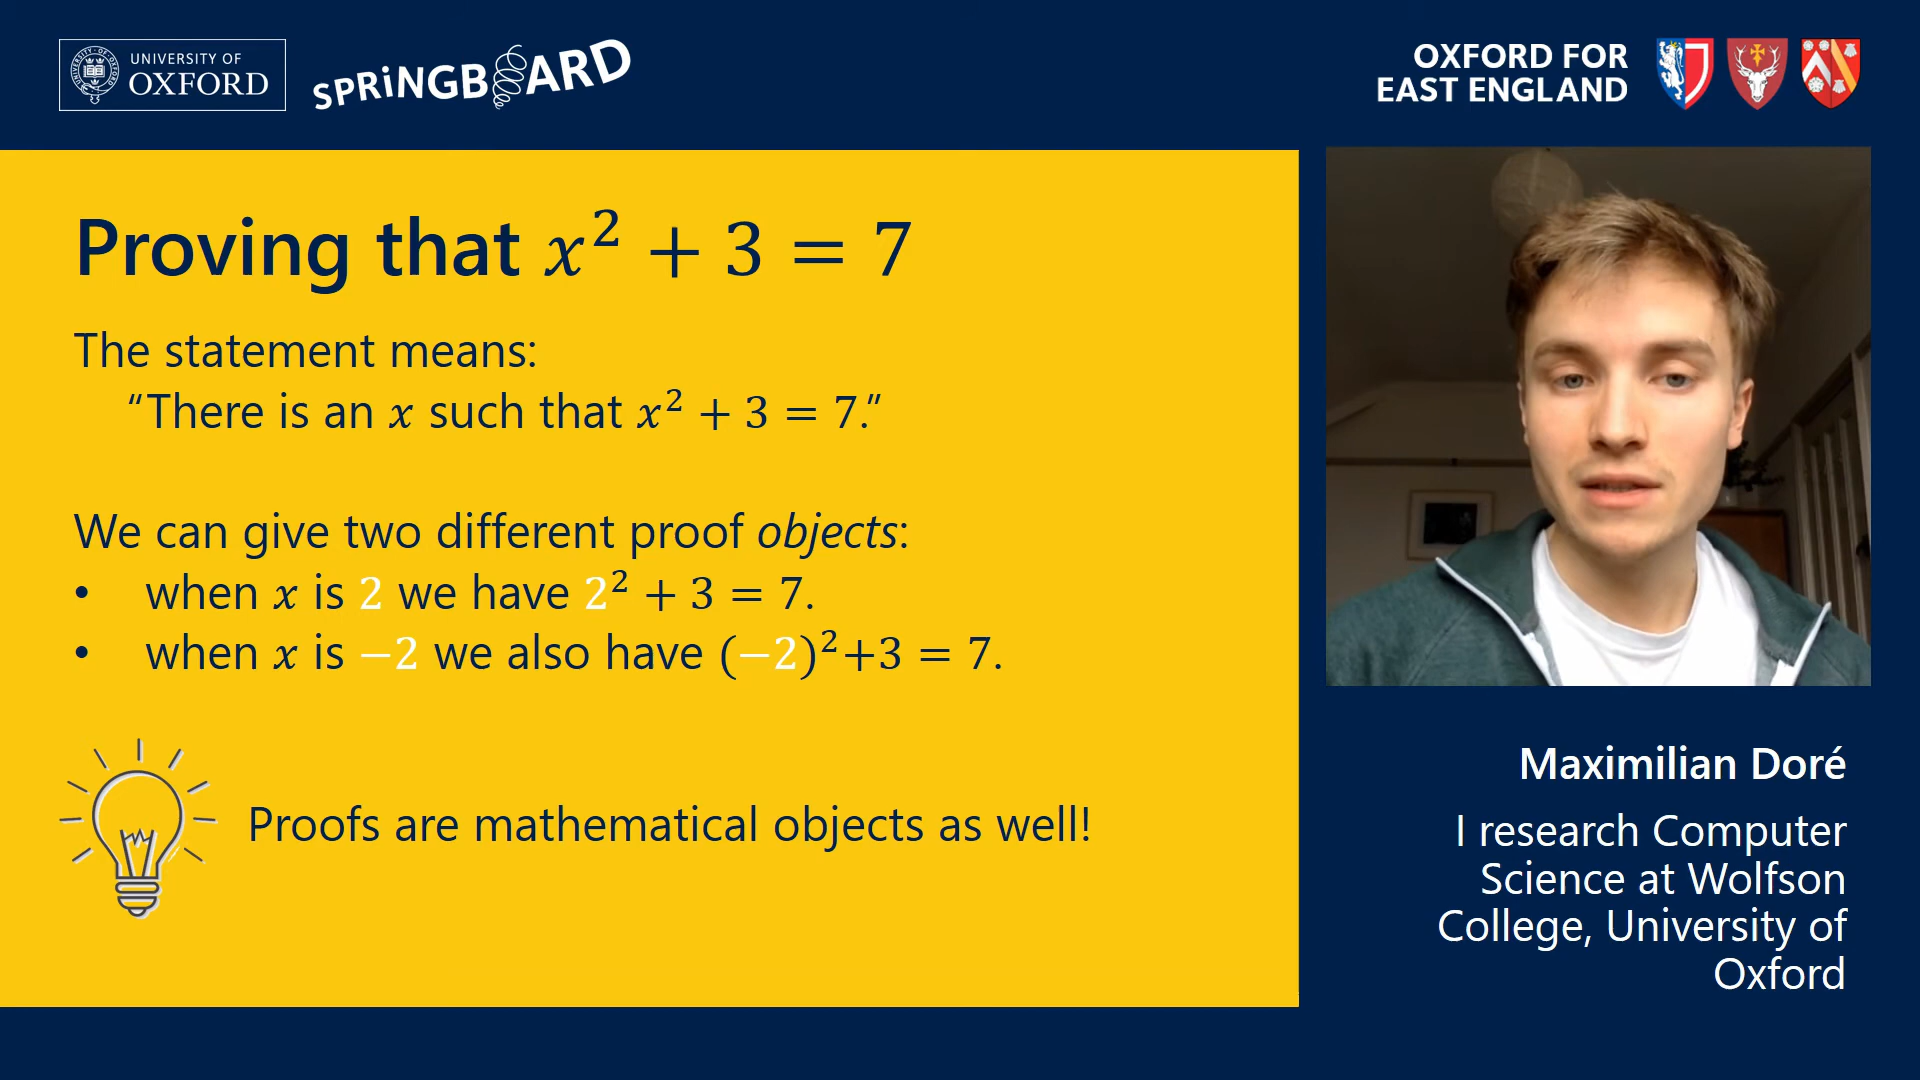 UNIVERSITY OF
OXFORD
SPRiNGBOARD
OXFORD FOR
EAST ENGLAND
Proving that x² + 3 = 7
The statement means:
“There is an x such that x² + 3 = 7.”
We can give two different proof objects:
• when x is 2 we have 2² + 3 = 7.
• when x is −2 we also have (−2)²+3 = 7.
Proofs are mathematical objects as well!
Maximilian Doré
I research Computer
Science at Wolfson
College, University of
Oxford